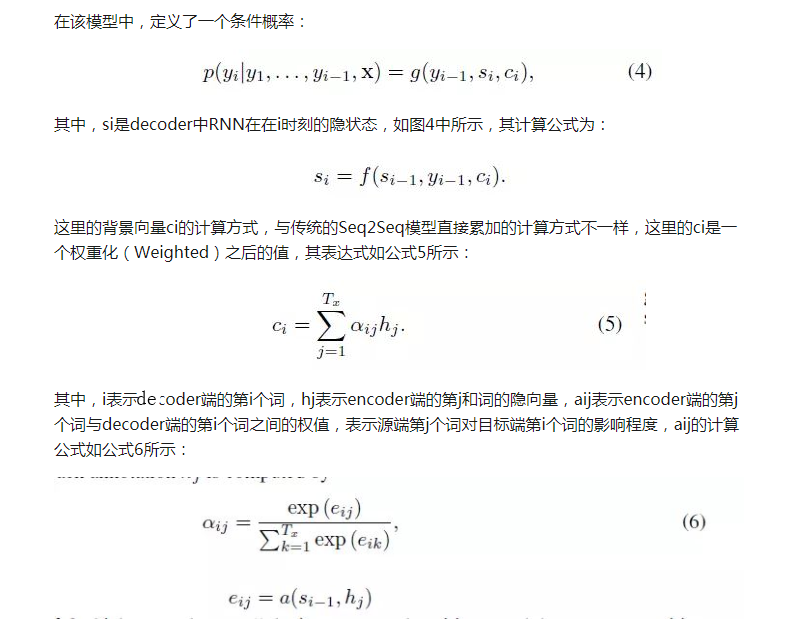 在该模型中，定义了一个条件概率：
p(y_i|y_1, . . . , y_{i−1}, x) = g(y_{i−1}, s_i, c_i), (4)
其中，si是decoder中RNN在在i时刻的隐状态，如图4中所示，其计算公式为：
s_i = f(s_{i−1}, y_{i−1}, c_i).
这里的背景向量ci的计算方式，与传统的Seq2Seq模型直接累加的计算方式不一样，这里的ci是一
个权重化（Weighted）之后的值，其表达式如公式5所示：
c_i = \sum_{j=1}^{T_x} α_{ij} h_j. (5)
其中，i表示decoder端的第i个词，hj表示encoder端的第j和词的隐向量，aij表示encoder端的第j
个词与decoder端的第i个词之间的权值，表示源端第j个词对目标端第i个词的影响程度，aij的计算
公式如公式6所示：
α_{ij} = \frac{exp(e_{ij})}{\sum_{k=1}^{T_x} exp(e_{ik})}, (6)
e_{ij} = a(s_{i−1}, h_j)